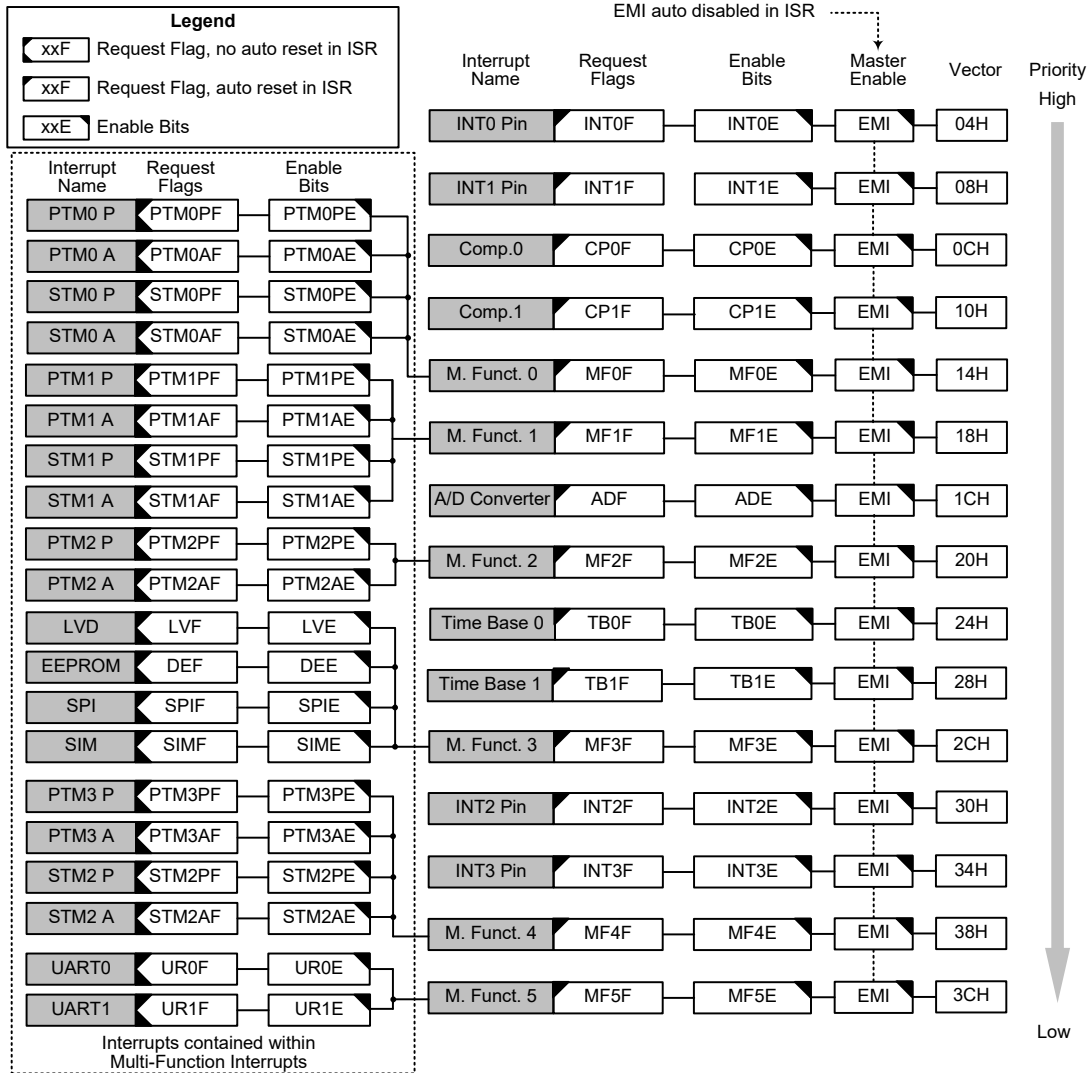 Legend
xxF Request Flag, no auto reset in ISR
xxF Request Flag, auto reset in ISR
xxE Enable Bits
EMI auto disabled in ISR
Interrupt Name Request Flags Enable Bits Master Enable Vector Priority
High
INT0 Pin INT0F INT0E EMI 04H
INT1 Pin INT1F INT1E EMI 08H
Comp.0 CP0F CP0E EMI 0CH
Comp.1 CP1F CP1E EMI 10H
M. Funct. 0 MF0F MF0E EMI 14H
M. Funct. 1 MF1F MF1E EMI 18H
A/D Converter ADF ADE EMI 1CH
M. Funct. 2 MF2F MF2E EMI 20H
Time Base 0 TB0F TB0E EMI 24H
Time Base 1 TB1F TB1E EMI 28H
M. Funct. 3 MF3F MF3E EMI 2CH
INT2 Pin INT2F INT2E EMI 30H
INT3 Pin INT3F INT3E EMI 34H
M. Funct. 4 MF4F MF4E EMI 38H
M. Funct. 5 MF5F MF5E EMI 3CH
Low
Interrupt Name Request Flags Enable Bits
PTM0 P PTM0PF PTM0PE
PTM0 A PTM0AF PTM0AE
STM0 P STM0PF STM0PE
STM0 A STM0AF STM0AE
PTM1 P PTM1PF PTM1PE
PTM1 A PTM1AF PTM1AE
STM1 P STM1PF STM1PE
STM1 A STM1AF STM1AE
PTM2 P PTM2PF PTM2PE
PTM2 A PTM2AF PTM2AE
LVD LVF LVE
EEPROM DEF DEE
SPI SPIF SPIE
SIM SIMF SIME
PTM3 P PTM3PF PTM3PE
PTM3 A PTM3AF PTM3AE
STM2 P STM2PF STM2PE
STM2 A STM2AF STM2AE
UART0 UR0F UR0E
UART1 UR1F UR1E
Interrupts contained within
Multi-Function Interrupts